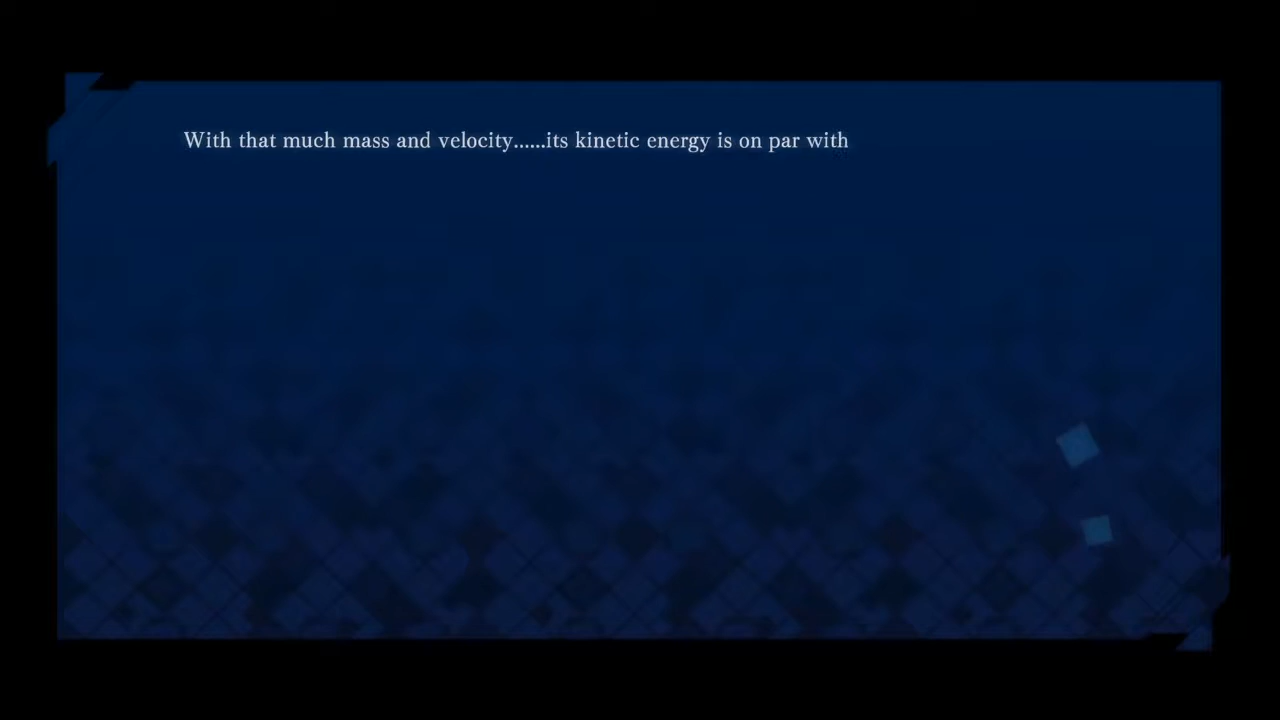 With that much mass and velocity......its kinetic energy is on par with